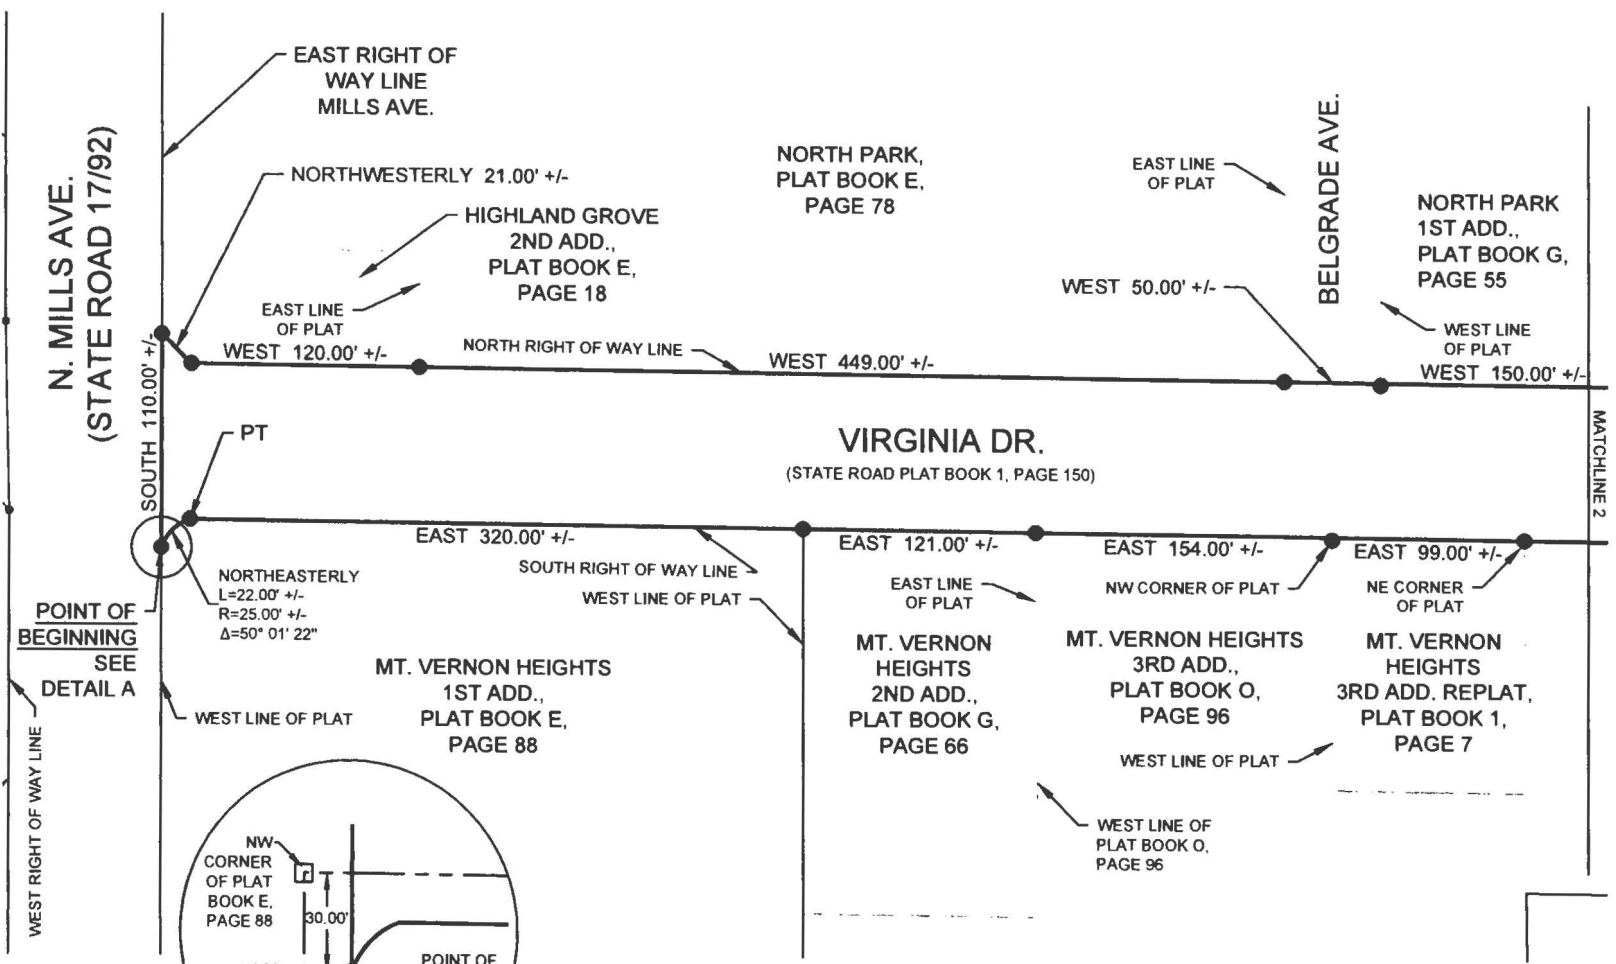 EAST RIGHT OF
WAY LINE
MILLS AVE.
N. MILLS AVE.
(STATE ROAD 17/92)
NORTHWESTERLY 21.00' +/-
HIGHLAND GROVE
2ND ADD.,
PLAT BOOK E,
PAGE 18
EAST LINE
OF PLAT
NORTH PARK,
PLAT BOOK E,
PAGE 78
EAST LINE
OF PLAT
BELGRADE AVE.
NORTH PARK
1ST ADD.,
PLAT BOOK G,
PAGE 55
WEST 50.00' +/-
WEST LINE
OF PLAT
WEST 120.00' +/-
NORTH RIGHT OF WAY LINE
WEST 449.00' +/-
WEST 150.00' +/-
SOUTH 110.00' +/-
PT
VIRGINIA DR.
(STATE ROAD PLAT BOOK 1, PAGE 150)
MATCHLINE 2
EAST 320.00' +/-
EAST 121.00' +/-
EAST 154.00' +/-
EAST 99.00' +/-
SOUTH RIGHT OF WAY LINE
NORTHEASTERLY
L=22.00' +/-
R=25.00' +/-
Δ=50° 01' 22"
WEST LINE OF PLAT
EAST LINE
OF PLAT
NW CORNER OF PLAT
NE CORNER
OF PLAT
POINT OF
BEGINNING
SEE
DETAIL A
MT. VERNON HEIGHTS
1ST ADD.,
PLAT BOOK E,
PAGE 88
MT. VERNON
HEIGHTS
2ND ADD.,
PLAT BOOK G,
PAGE 66
MT. VERNON HEIGHTS
3RD ADD.,
PLAT BOOK O,
PAGE 96
MT. VERNON
HEIGHTS
3RD ADD. REPLAT,
PLAT BOOK 1,
PAGE 7
WEST LINE OF PLAT
WEST LINE OF PLAT
WEST RIGHT OF WAY LINE
WEST LINE OF
PLAT BOOK O,
PAGE 96
NW
CORNER
OF PLAT
BOOK E,
PAGE 88
30.00'
POINT OF